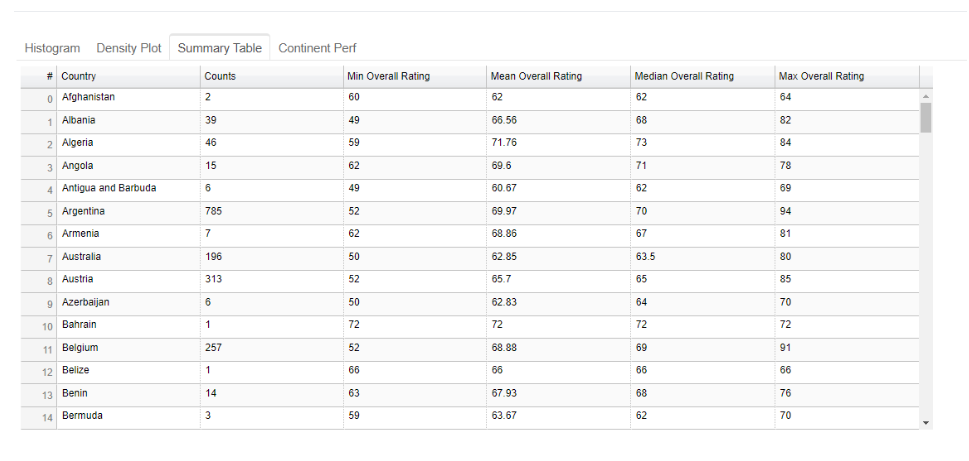 Histogram Density Plot Summary Table Continent Perf
# Country Counts Min Overall Rating Mean Overall Rating Median Overall Rating Max Overall Rating
0 Afghanistan 2 60 62 62 64
1 Albania 39 49 66.56 68 82
2 Algeria 46 59 71.76 73 84
3 Angola 15 62 69.6 71 78
4 Antigua and Barbuda 6 49 60.67 62 69
5 Argentina 785 52 69.97 70 94
6 Armenia 7 62 68.86 67 81
7 Australia 196 50 62.85 63.5 80
8 Austria 313 52 65.7 65 85
9 Azerbaijan 6 50 62.83 64 70
10 Bahrain 1 72 72 72 72
11 Belgium 257 52 68.88 69 91
12 Belize 1 66 66 66 66
13 Benin 14 63 67.93 68 76
14 Bermuda 3 59 63.67 62 70